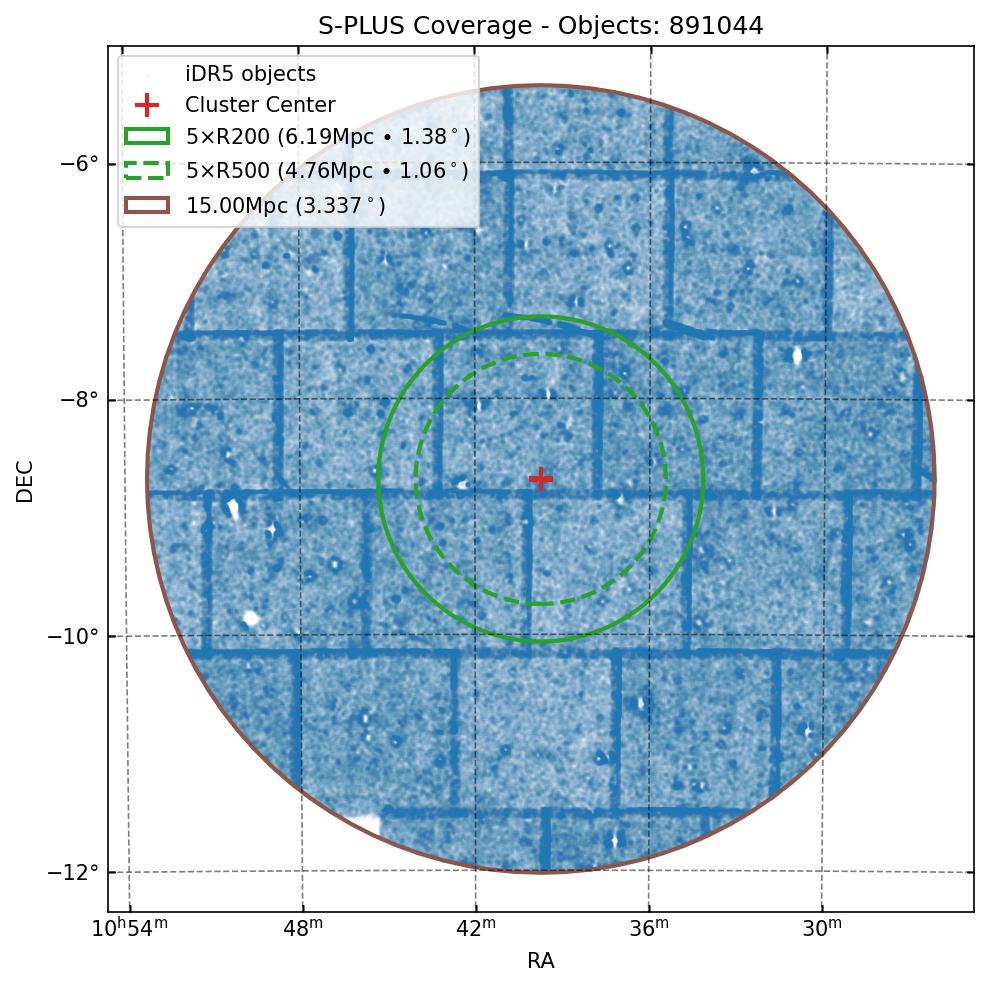 S-PLUS Coverage - Objects: 891044
iDR5 objects
Cluster Center
5×R200 (6.19Mpc • 1.38°)
5×R500 (4.76Mpc • 1.06°)
15.00Mpc (3.337°)
−6°
−8°
−10°
−12°
DEC
10ʰ54ᵐ 48ᵐ 42ᵐ 36ᵐ 30ᵐ
RA